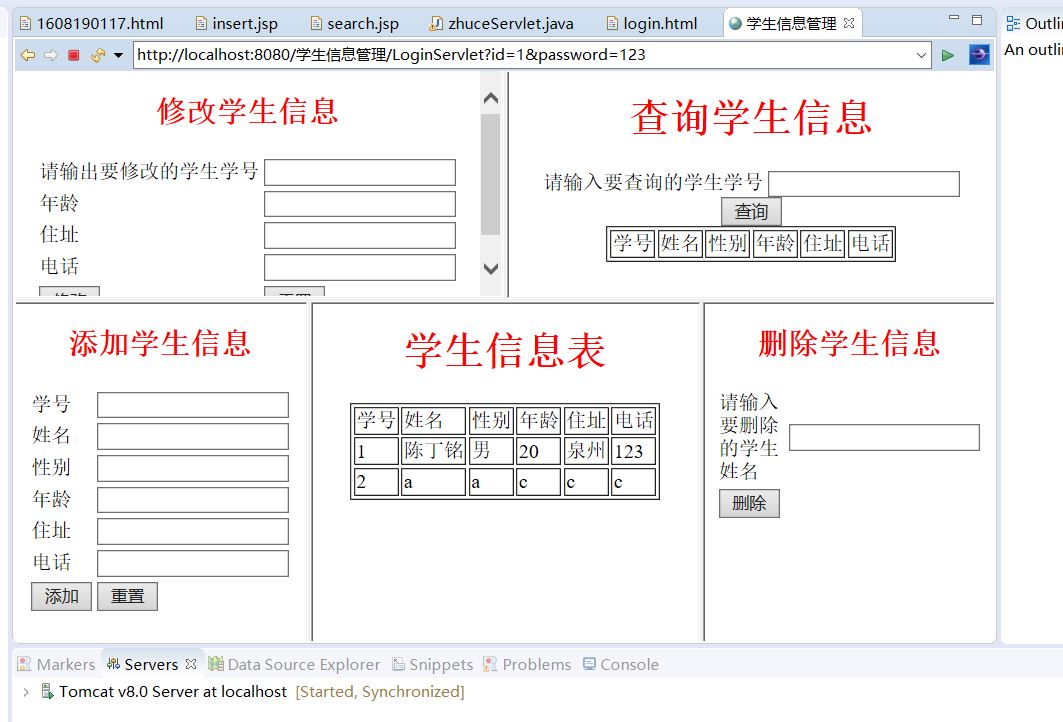 1608190117.html insert.jsp search.jsp zhuceServlet.java login.html 学生信息管理
Outli
http://localhost:8080/学生信息管理/LoginServlet?id=1&password=123
An outli
修改学生信息
请输出要修改的学生学号
年龄
住址
电话
修改 重置
查询学生信息
请输入要查询的学生学号
查询
学号 姓名 性别 年龄 住址 电话
添加学生信息
学号
姓名
性别
年龄
住址
电话
添加 重置
学生信息表
学号 姓名 性别 年龄 住址 电话
1 陈丁铭 男 20 泉州 123
2 a a c c c
删除学生信息
请输入
要删除
的学生
姓名
删除
Markers Servers Data Source Explorer Snippets Problems Console
Tomcat v8.0 Server at localhost [Started, Synchronized]